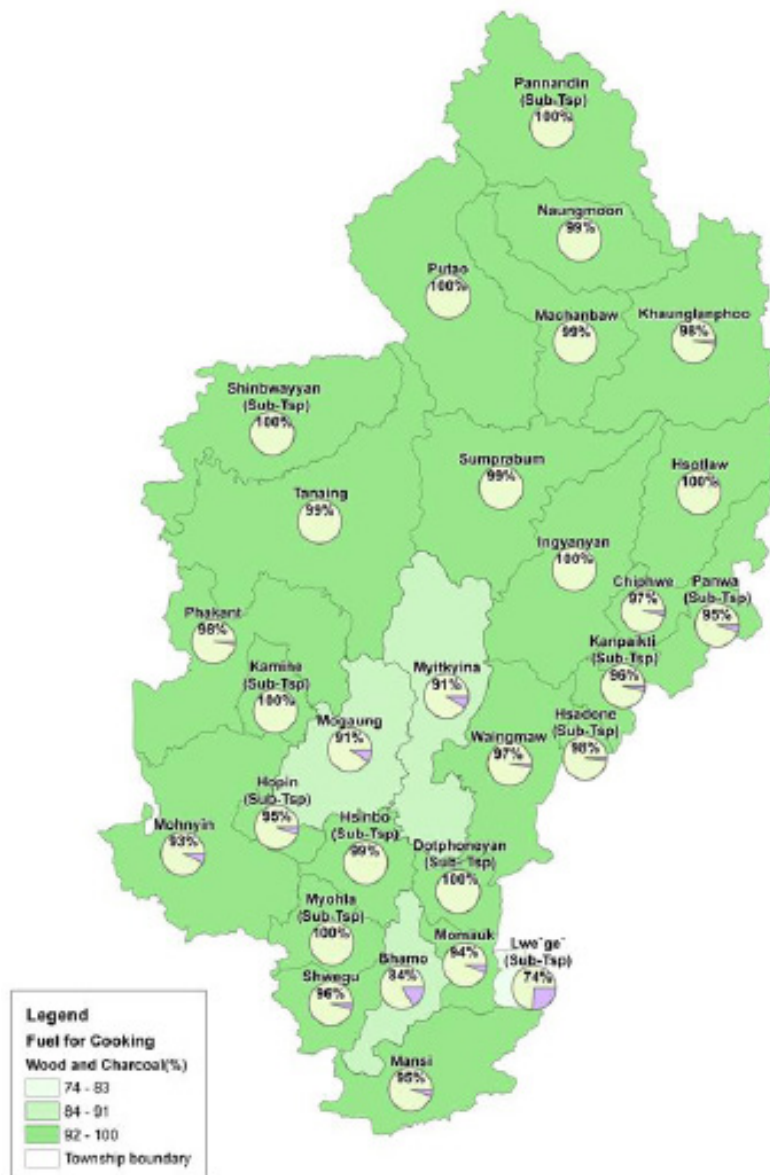 Pannandin
(Sub-Tsp)
100%
Naungmoon
99%
Putao
100%
Machanbaw
99%
Khaunglanphoo
98%
Shinbwayyan
(Sub-Tsp)
100%
Sumprabum
99%
Hsotlaw
100%
Tanaing
99%
Ingyanyan
100%
Chiphwe
97%
Panwa
(Sub-Tsp)
95%
Phakant
98%
Kanpaikti
(Sub-Tsp)
96%
Kamine
(Sub-Tsp)
100%
Myitkyina
91%
Mogaung
91%
Waingmaw
97%
Hsadone
(Sub-Tsp)
98%
Hopin
(Sub-Tsp)
95%
Mohnyin
93%
Hsinbo
(Sub-Tsp)
99%
Dotphoneyan
(Sub- Tsp)
100%
Myohla
(Sub-Tsp)
100%
Bhamo
84%
Momauk
94%
Lwe`ge`
(Sub-Tsp)
74%
Shwegu
96%
Mansi
95%
Legend
Fuel for Cooking
Wood and Charcoal(%)
74 - 83
84 - 91
92 - 100
Township boundary